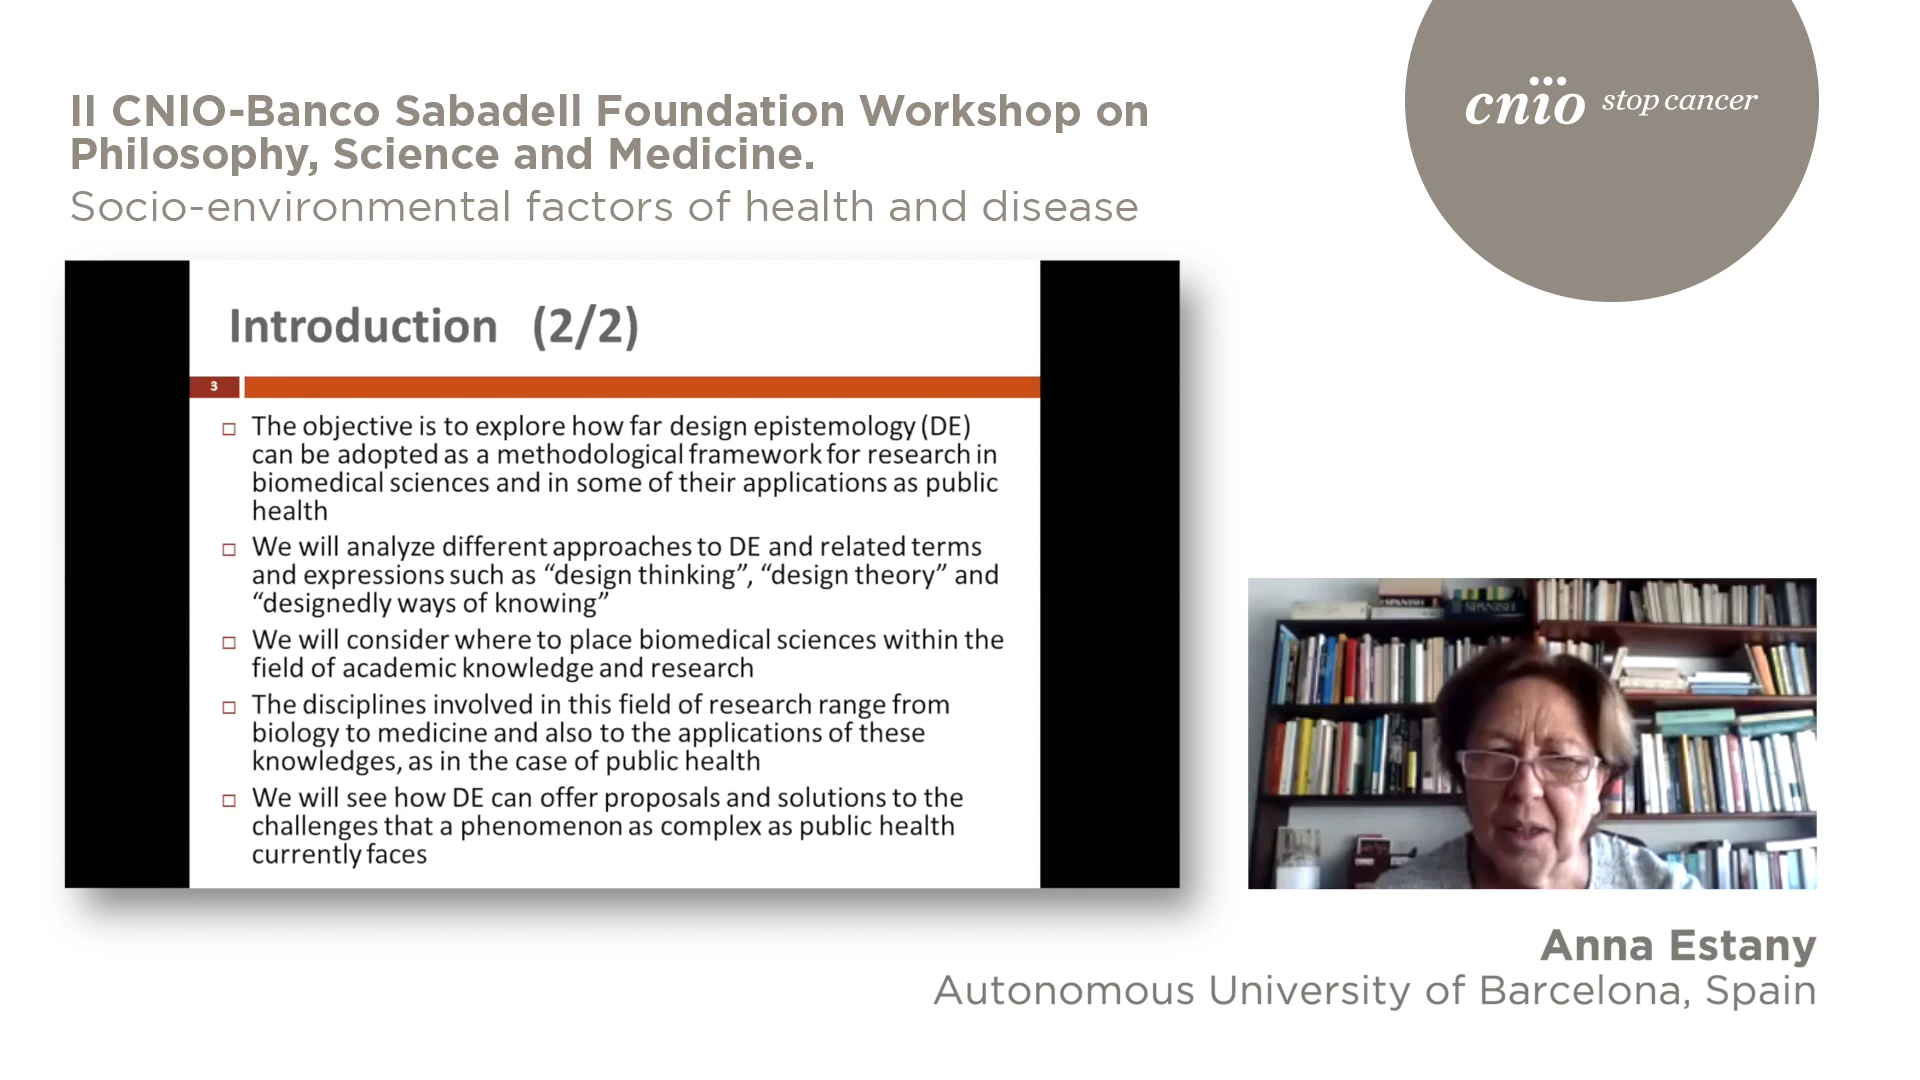 II CNIO-Banco Sabadell Foundation Workshop on
Philosophy, Science and Medicine.
Socio-environmental factors of health and disease
cnio stop cancer
Introduction (2/2)
3
The objective is to explore how far design epistemology (DE)
can be adopted as a methodological framework for research in
biomedical sciences and in some of their applications as public
health
We will analyze different approaches to DE and related terms
and expressions such as “design thinking”, “design theory” and
“designedly ways of knowing”
We will consider where to place biomedical sciences within the
field of academic knowledge and research
The disciplines involved in this field of research range from
biology to medicine and also to the applications of these
knowledges, as in the case of public health
We will see how DE can offer proposals and solutions to the
challenges that a phenomenon as complex as public health
currently faces
SPANISH
SPANISH
Anna Estany
Autonomous University of Barcelona, Spain